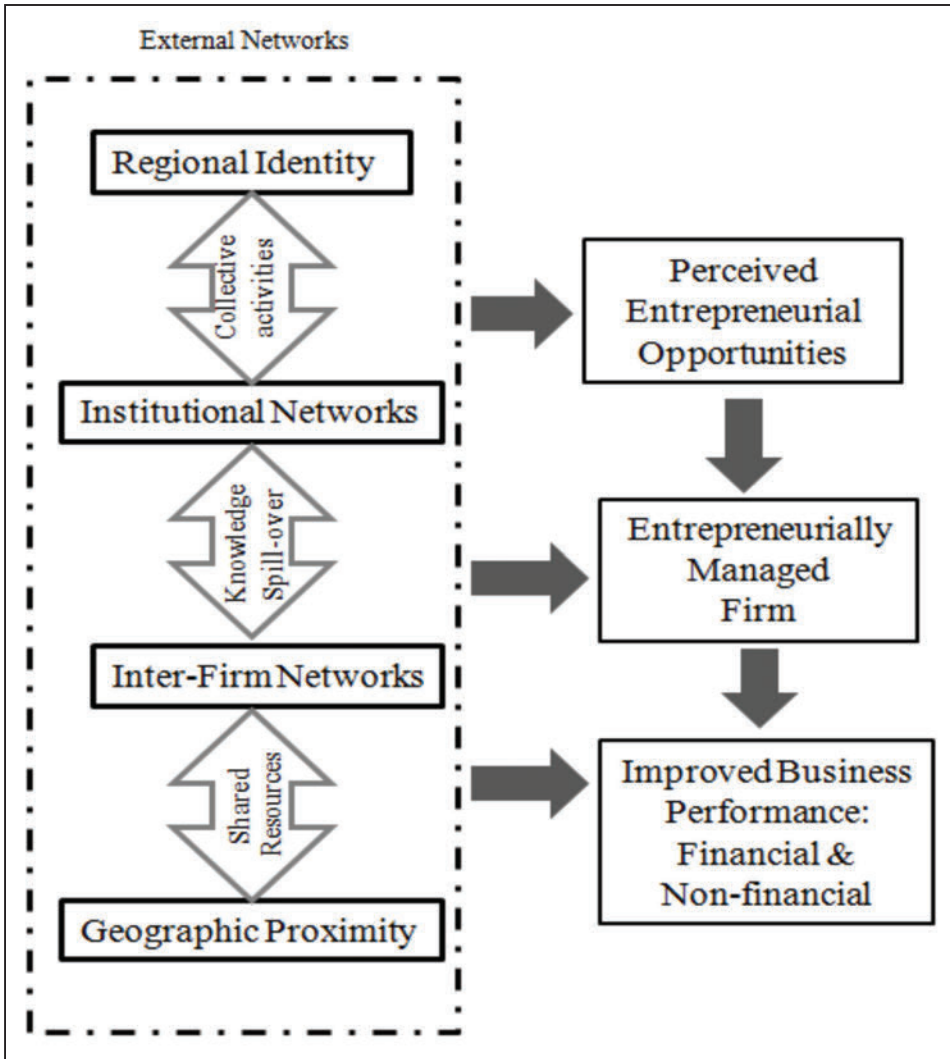 External Networks
Regional Identity
Collective
activities
Institutional Networks
Knowledge
Spill-over
Inter-Firm Networks
Shared
Resources
Geographic Proximity
Perceived
Entrepreneurial
Opportunities
Entrepreneurially
Managed
Firm
Improved Business
Performance:
Financial &
Non-financial